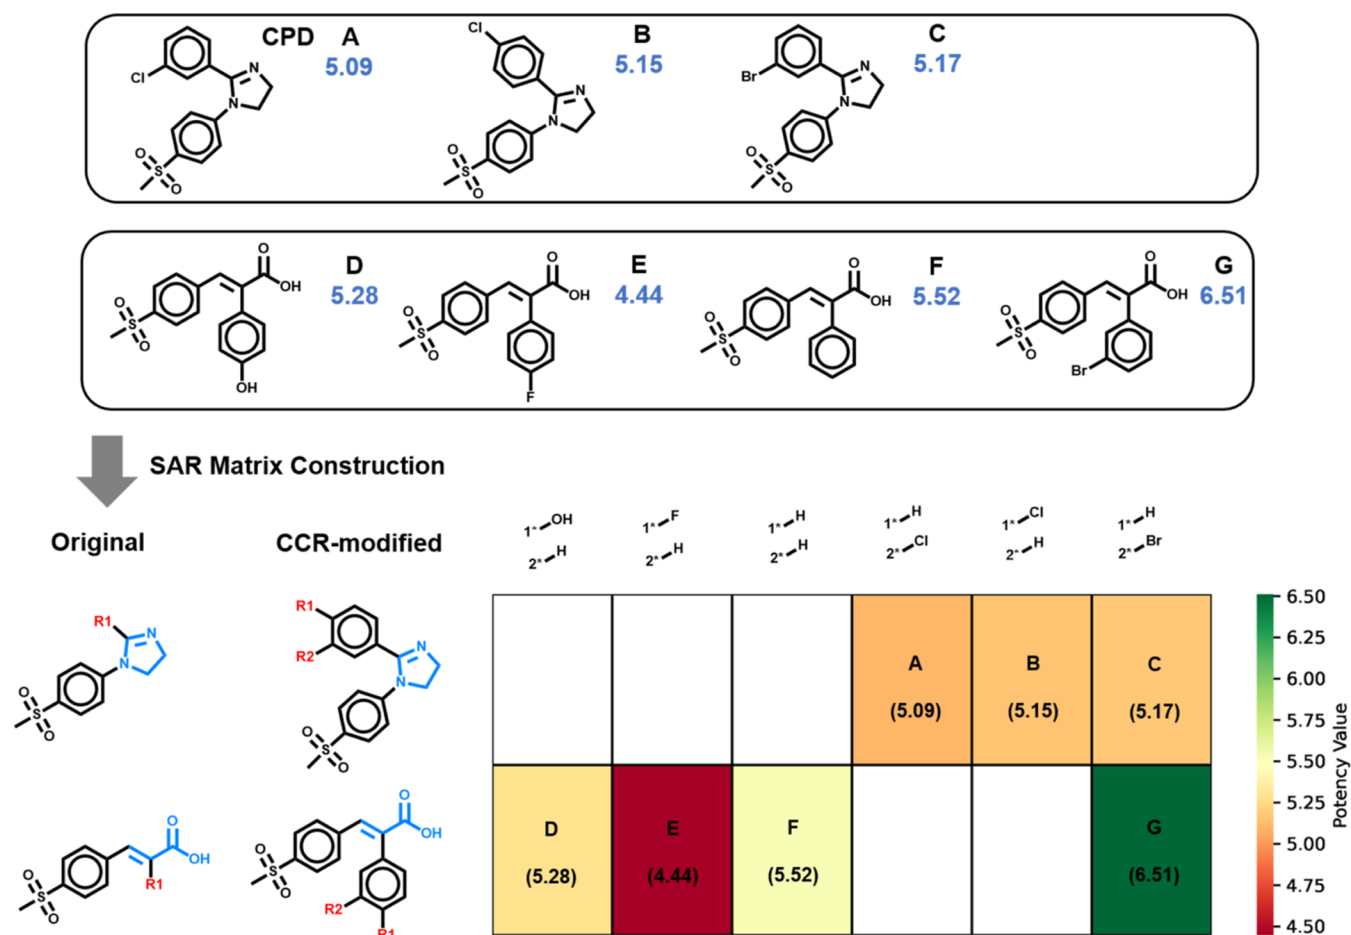 CPD A
5.09
B
5.15
C
5.17
Cl
N
N
O
S
O
Cl
N
N
O
S
O
Br
N
N
O
S
O
D
5.28
E
4.44
F
5.52
G
6.51
O
OH
O
S
O
OH
O
OH
O
S
O
F
O
OH
O
S
O
O
OH
O
S
O
Br
SAR Matrix Construction
Original
CCR-modified
1*-OH
2*-H
1*-F
2*-H
1*-H
2*-H
1*-H
2*-Cl
1*-Cl
2*-H
1*-H
2*-Br
R1
N
N
O
S
O
R1
R2
N
N
O
S
O
A
(5.09)
B
(5.15)
C
(5.17)
O
OH
R1
O
S
O
O
OH
O
S
O
R2
R1
D
(5.28)
E
(4.44)
F
(5.52)
G
(6.51)
6.50
6.25
6.00
5.75
5.50
5.25
5.00
4.75
4.50
Potency Value